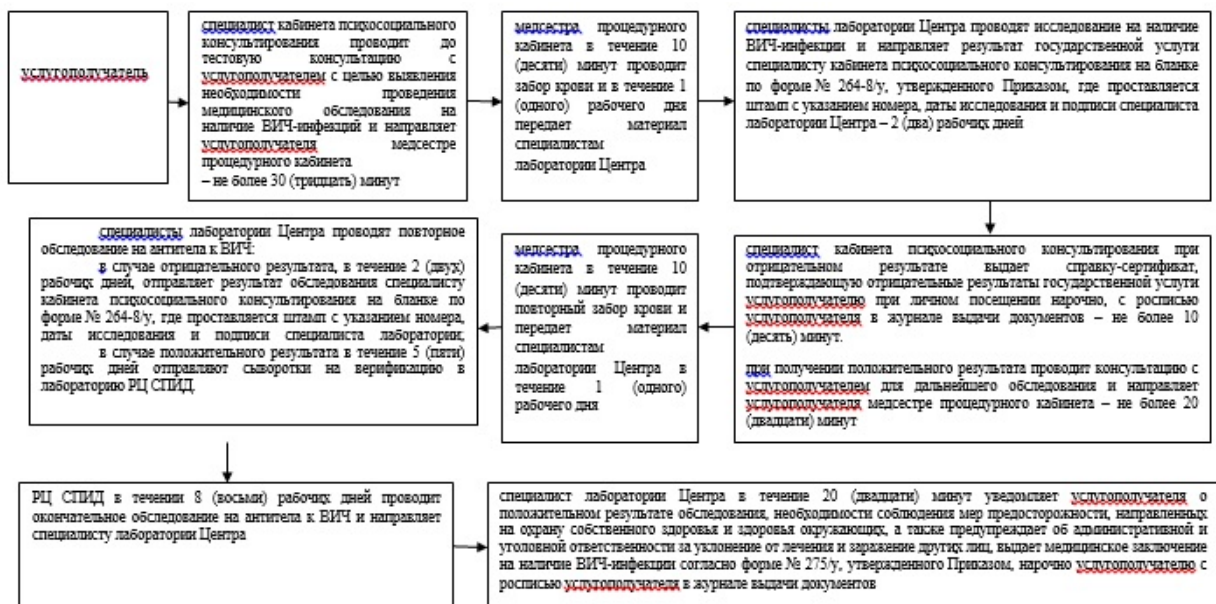 услугополучатель
специалист кабинета психосоциального
консультирования проводит до
тестовую консультацию с
услугополучателем с целью выявления
необходимости проведения
медицинского обследования на
наличие ВИЧ-инфекций и направляет
услугополучателя медсестре
процедурного кабинета
– не более 30 (тридцать) минут
медсестра процедурного
кабинета в течение 10
(десяти) минут проводит
забор крови и в течение 1
(одного) рабочего дня
передает материал
специалистам
лаборатории Центра
специалисты лаборатории Центра проводят исследование на наличие
ВИЧ-инфекции и направляет результат государственной услуги
специалисту кабинета психосоциального консультирования на бланке
по форме № 264-8/у, утвержденного Приказом, где проставляется
штамп с указанием номера, даты исследования и подписи специалиста
лаборатории Центра – 2 (два) рабочих дней
специалист кабинета психосоциального консультирования при
отрицательном результате выдает справку-сертификат,
подтверждающую отрицательные результаты государственной услуги
услугополучателю при личном посещении нарочно, с росписью
услугополучателя в журнале выдачи документов – не более 10
(десять) минут.
при получении положительного результата проводит консультацию с
услугополучателем для дальнейшего обследования и направляет
услугополучателя медсестре процедурного кабинета – не более 20
(двадцати) минут
медсестра процедурного
кабинета в течение 10
(десяти) минут проводит
повторный забор крови и
передает материал
специалистам
лаборатории Центра в
течение 1 (одного)
рабочего дня
специалисты лаборатории Центра проводят повторное
обследование на антитела к ВИЧ:
в случае отрицательного результата, в течение 2 (двух)
рабочих дней, отправляет результат обследования специалисту
кабинета психосоциального консультирования на бланке по
форме № 264-8/у, где проставляется штамп с указанием номера,
даты исследования и подписи специалиста лаборатории;
в случае положительного результата в течение 5 (пяти)
рабочих дней отправляют сыворотки на верификацию в
лабораторию РЦ СПИД.
РЦ СПИД в течении 8 (восьми) рабочих дней проводит
окончательное обследование на антитела к ВИЧ и направляет
специалисту лаборатории Центра
специалист лаборатории Центра в течение 20 (двадцати) минут уведомляет услугополучателя о
положительном результате обследования, необходимости соблюдения мер предосторожности, направленных
на охрану собственного здоровья и здоровья окружающих, а также предупреждает об административной и
уголовной ответственности за уклонение от лечения и заражение других лиц, выдает медицинское заключение
на наличие ВИЧ-инфекции согласно форме № 275/у, утвержденного Приказом, нарочно услугополучателю с
росписью услугополучателя в журнале выдачи документов